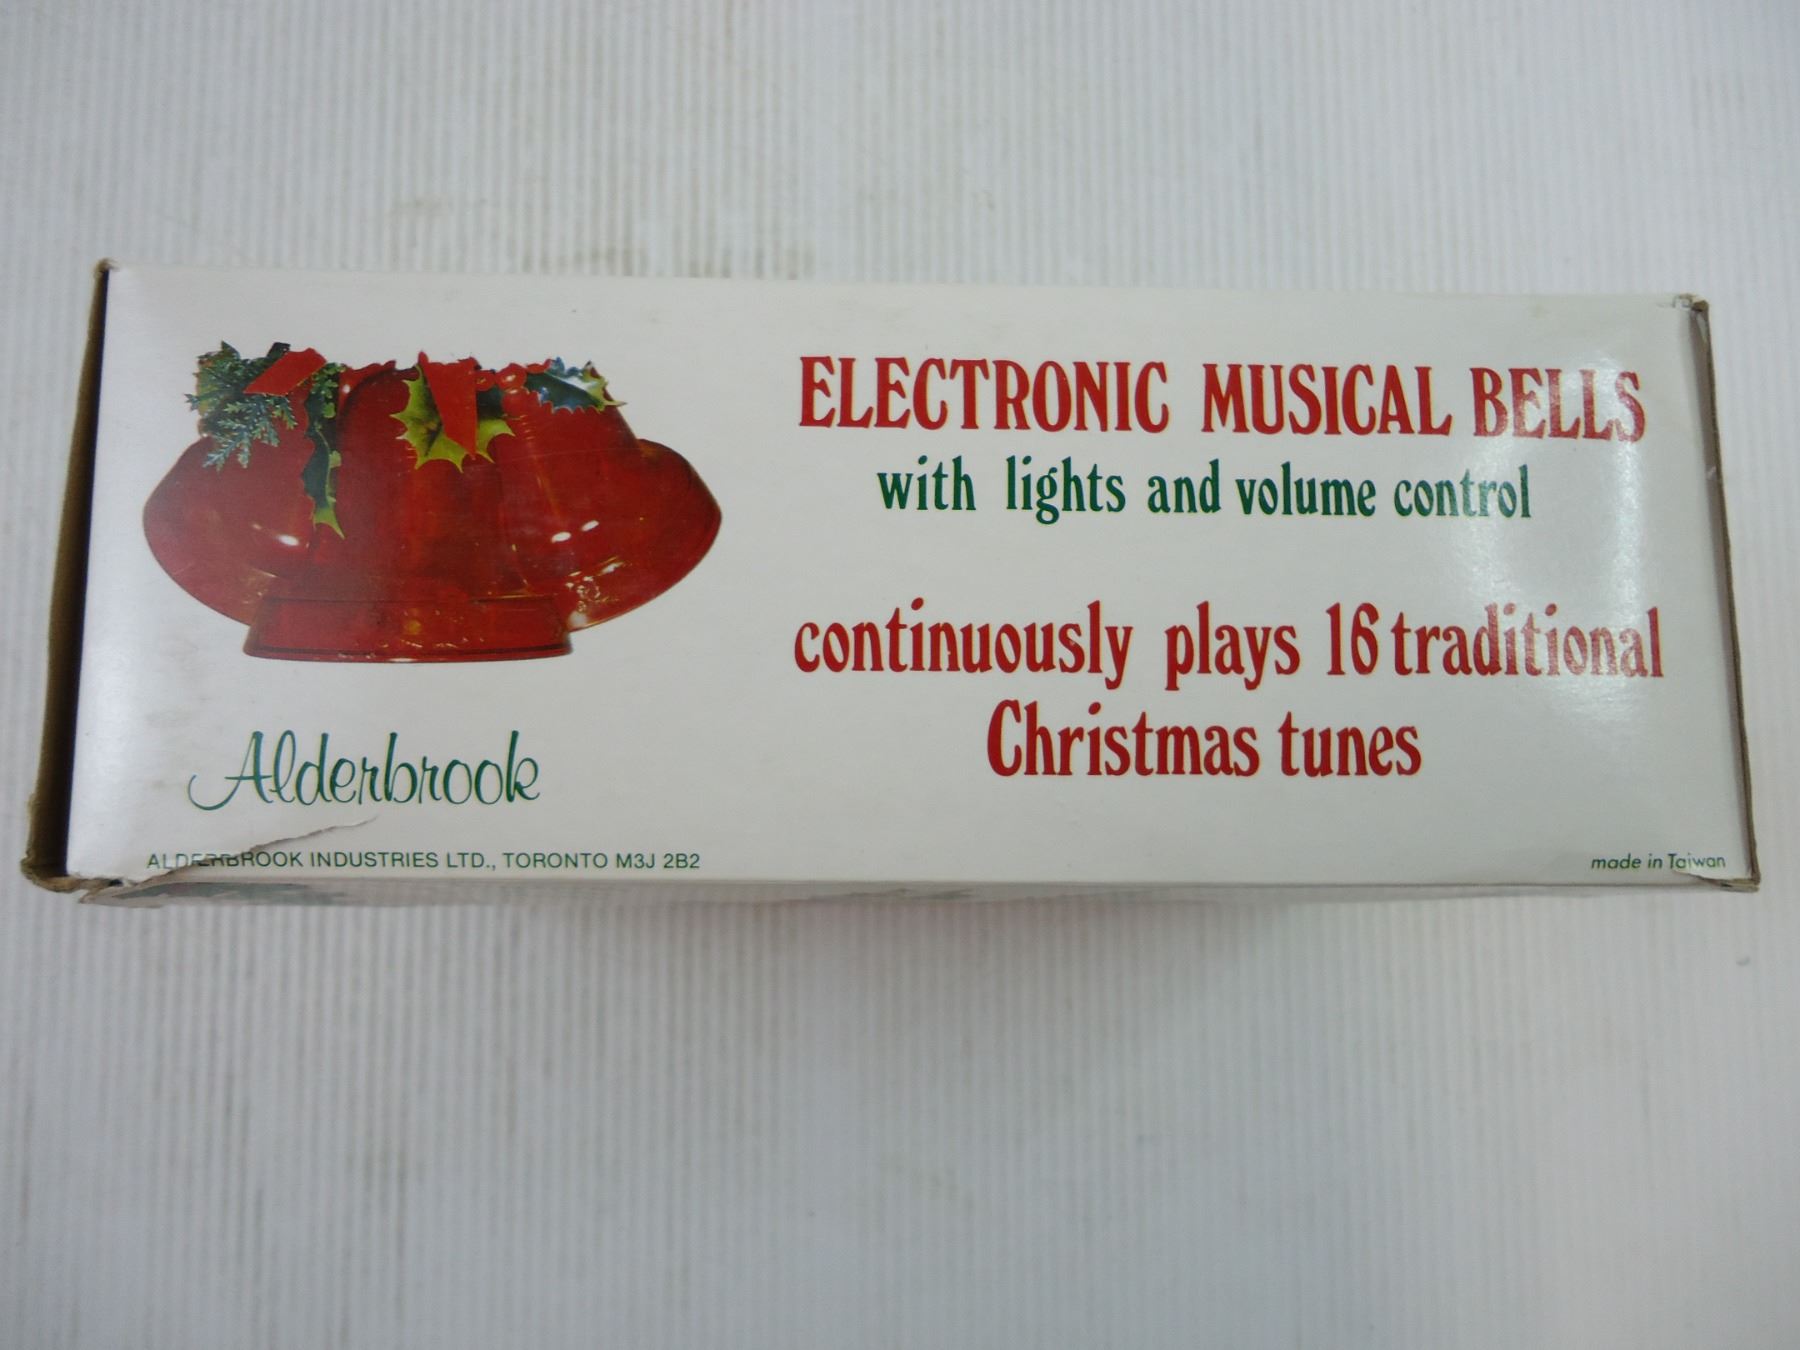 ELECTRONIC MUSICAL BELLS
with lights and volume control
continuously plays 16 traditional
Christmas tunes
Alderbrook
ALDERBROOK INDUSTRIES LTD., TORONTO M3J 2B2
made in Taiwan